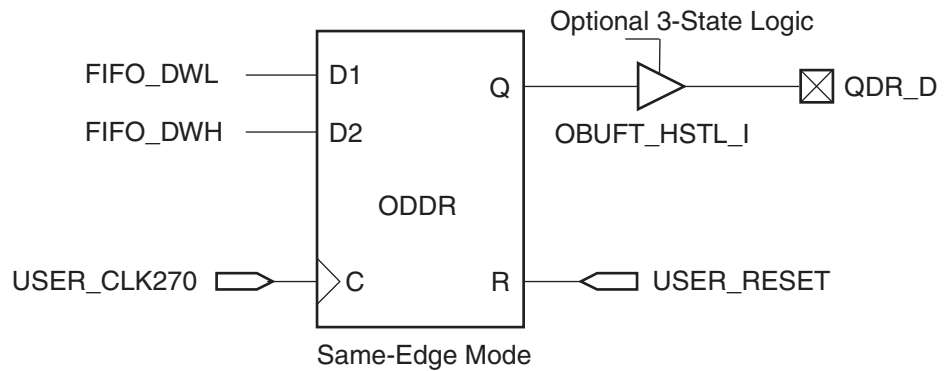 Optional 3-State Logic
FIFO_DWL
D1
Q
QDR_D
FIFO_DWH
D2
OBUFT_HSTL_I
ODDR
USER_CLK270
C
R
USER_RESET
Same-Edge Mode